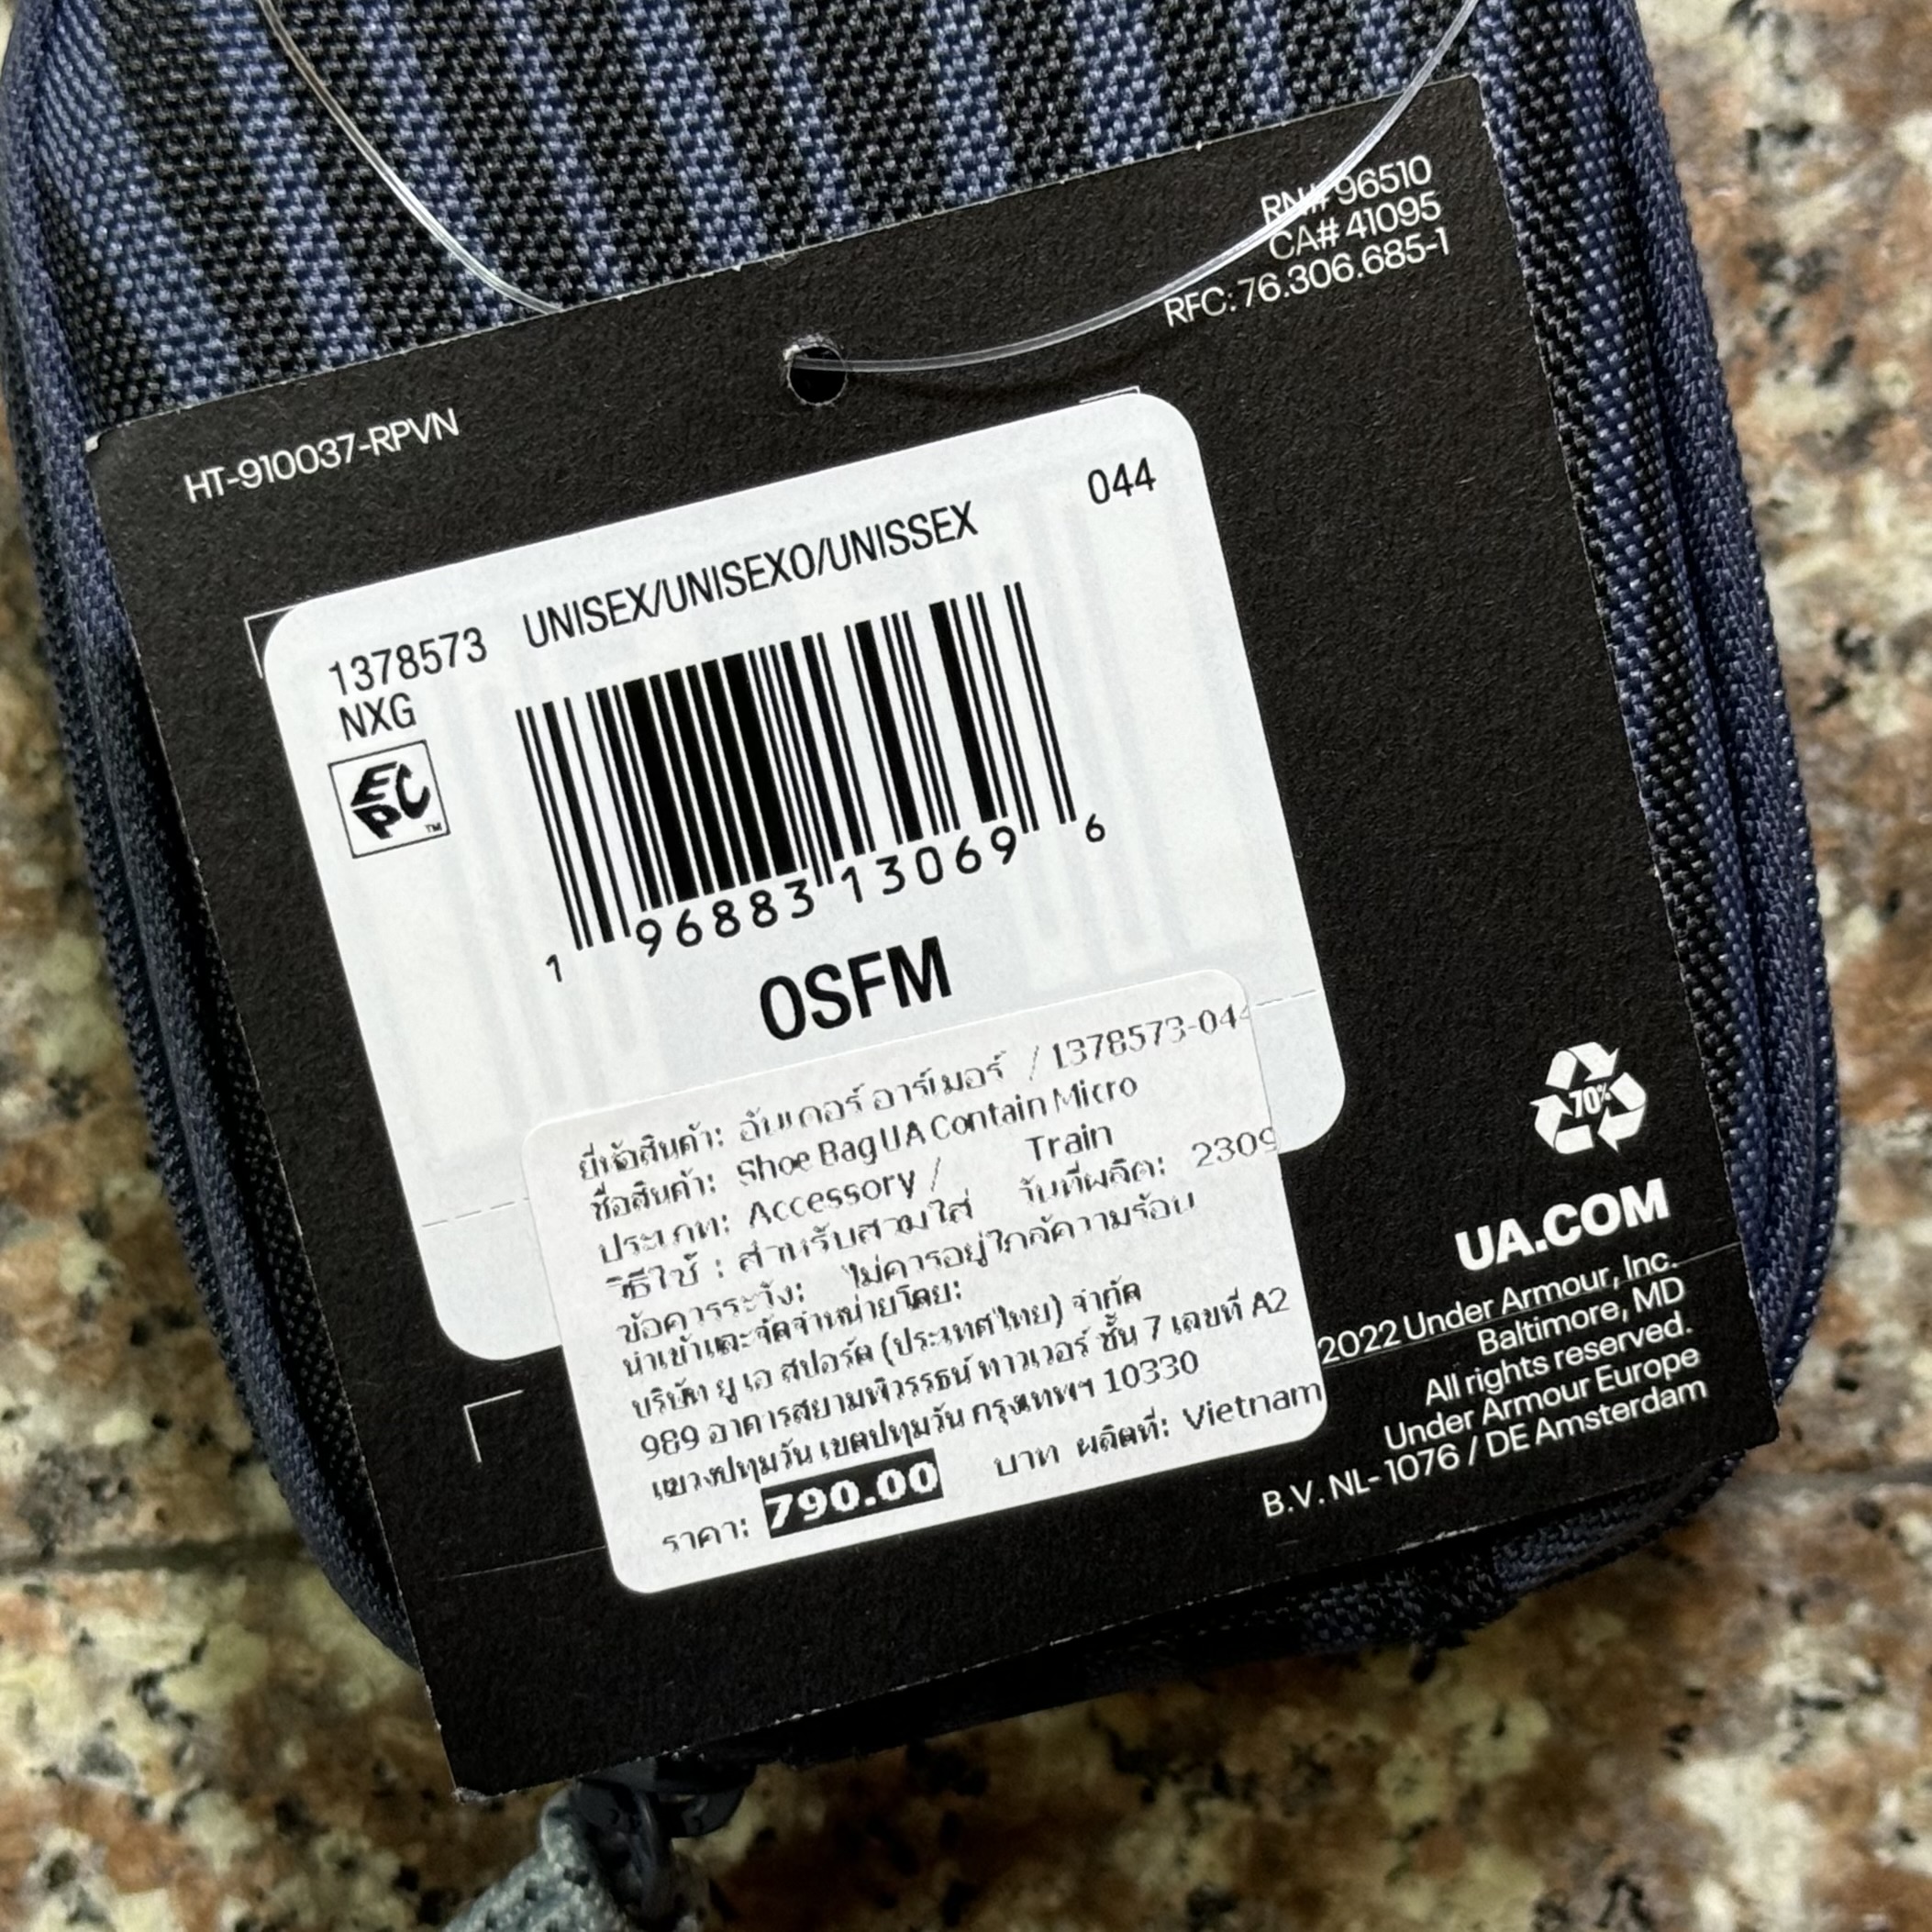 RN# 96510
CA# 41095
RFC: 76.306.685-1
HT-910037-RPVN
044
1378573 UNISEX/UNISEXO/UNISSEX
NXG
EPC™
1 96883 13069 6
OSFM
ยี่ห้อสินค้า: อันเดอร์ อาร์เมอร์ / 1378573-044
ชื่อสินค้า: Shoe Bag UA Contain Micro
ประเภท: Accessory / Train
วิธีใช้ : สำหรับสวมใส่ วันที่ผลิต: 2309
ข้อควรระวัง: ไม่ควรอยู่ใกล้ความร้อน
นำเข้าและจัดจำหน่ายโดย:
บริษัท ยู เอ สปอร์ต (ประเทศไทย) จำกัด
989 อาคารสยามพิวรรธน์ ทาวเวอร์ ชั้น 7 เลขที่ A2
แขวงปทุมวัน เขตปทุมวัน กรุงเทพฯ 10330
ราคา: 790.00 บาท ผลิตที่: Vietnam
70%
UA.COM
2022 Under Armour, Inc.
Baltimore, MD
All rights reserved.
Under Armour Europe
B.V. NL-1076 / DE Amsterdam